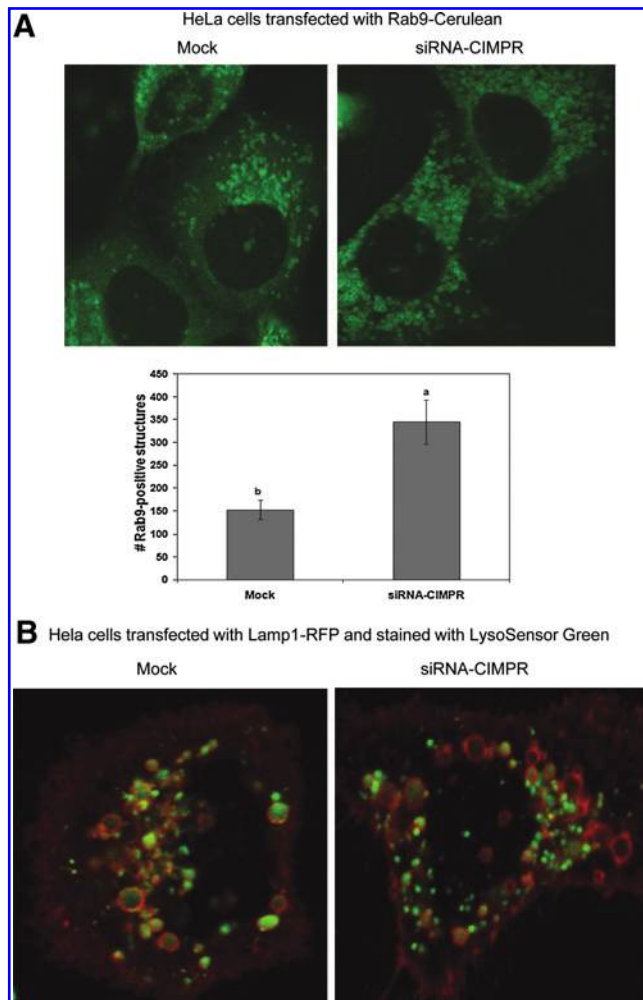 A
HeLa cells transfected with Rab9-Cerulean
Mock siRNA-CIMPR
# Rab9-positive structures
450
400
350
300
250
200
150
100
50
0
b
a
Mock siRNA-CIMPR
B
Hela cells transfected with Lamp1-RFP and stained with LysoSensor Green
Mock siRNA-CIMPR